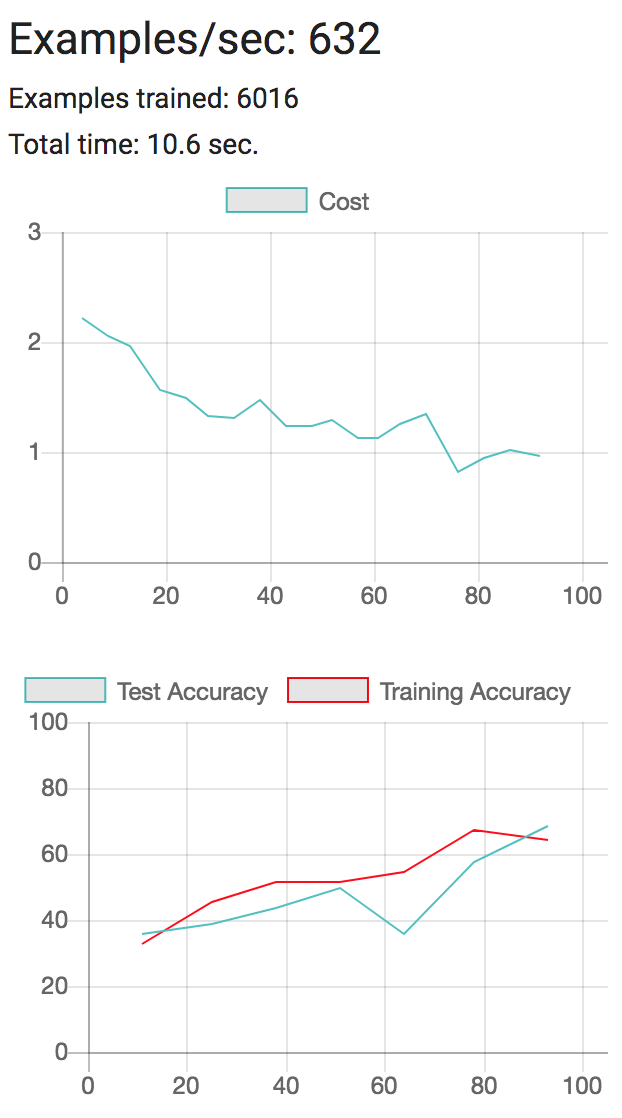 Examples/sec: 632
Examples trained: 6016
Total time: 10.6 sec.
Cost
3
2
1
0
0 20 40 60 80 100
Test Accuracy Training Accuracy
100
80
60
40
20
0
0 20 40 60 80 100